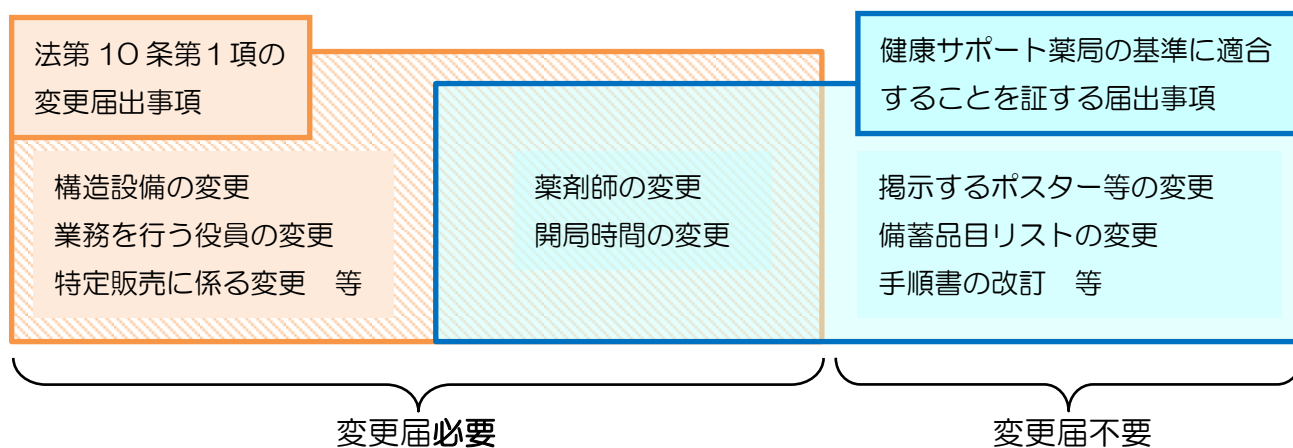 法第 10 条第1項の
変更届出事項
健康サポート薬局の基準に適合
することを証する届出事項
構造設備の変更
業務を行う役員の変更
特定販売に係る変更　等
薬剤師の変更
開局時間の変更
掲示するポスター等の変更
備蓄品目リストの変更
手順書の改訂　等
変更届必要
変更届不要